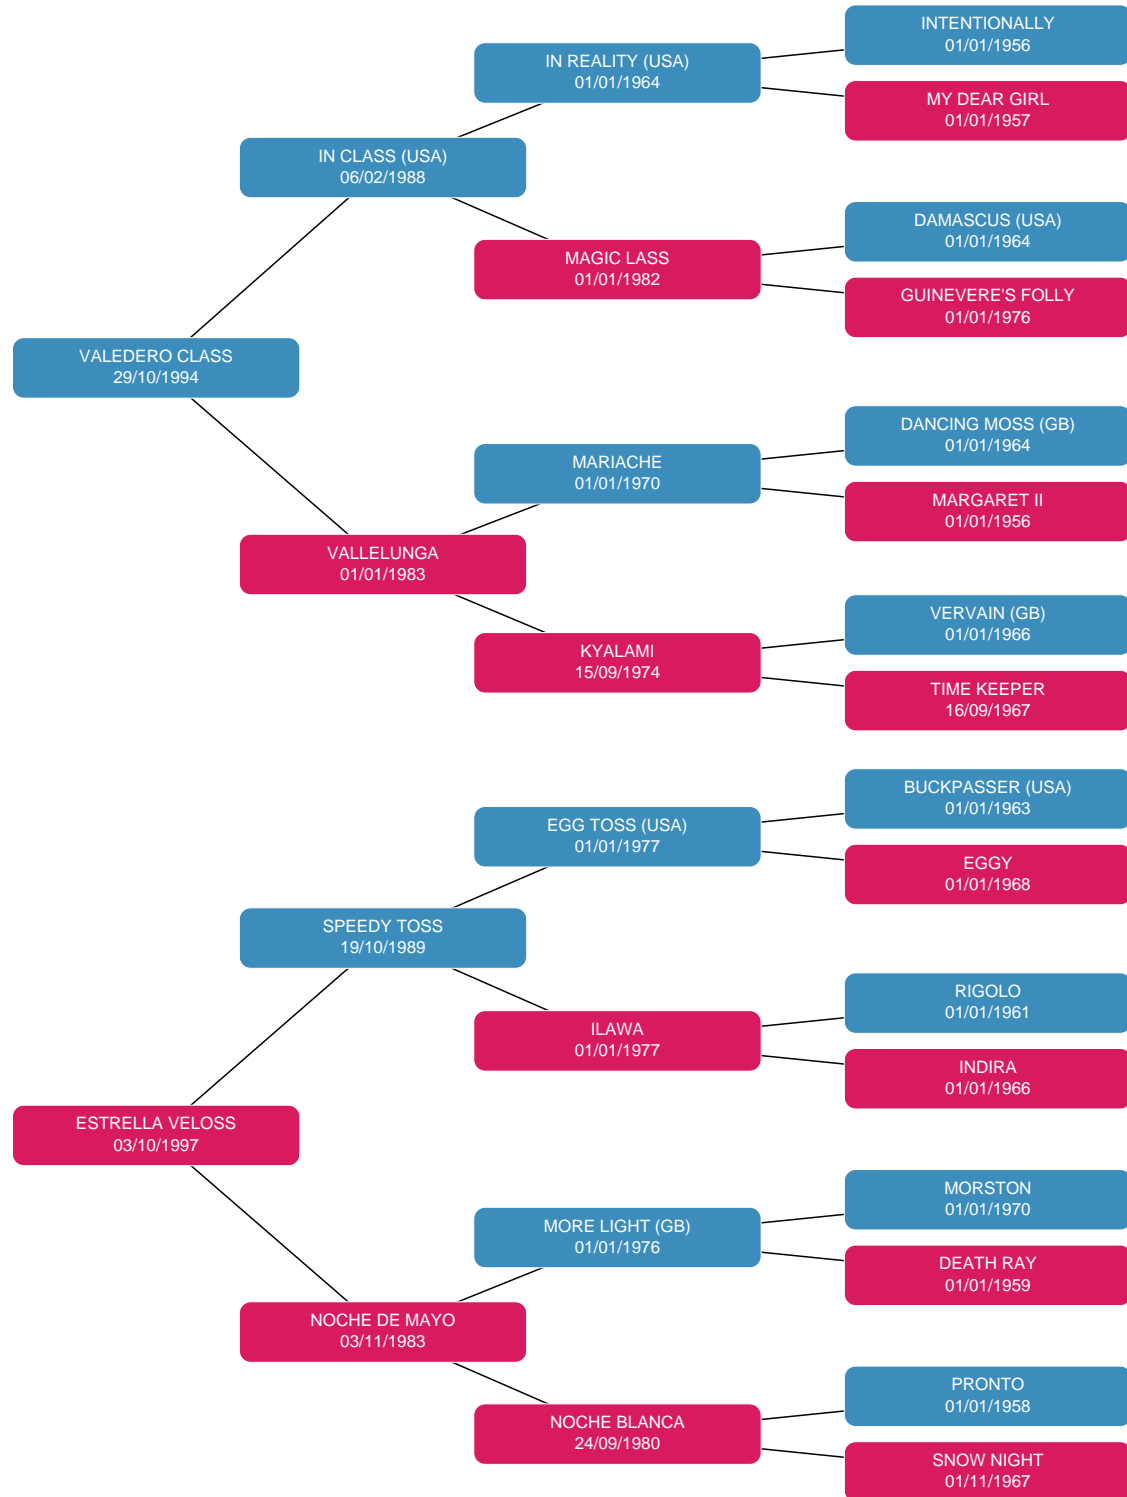 INTENTIONALLY
01/01/1956
IN REALITY (USA)
01/01/1964
MY DEAR GIRL
01/01/1957
IN CLASS (USA)
06/02/1988
DAMASCUS (USA)
01/01/1964
MAGIC LASS
01/01/1982
GUINEVERE'S FOLLY
01/01/1976
VALEDERO CLASS
29/10/1994
DANCING MOSS (GB)
01/01/1964
MARIACHE
01/01/1970
MARGARET II
01/01/1956
VALLELUNGA
01/01/1983
VERVAIN (GB)
01/01/1966
KYALAMI
15/09/1974
TIME KEEPER
16/09/1967
BUCKPASSER (USA)
01/01/1963
EGG TOSS (USA)
01/01/1977
EGGY
01/01/1968
SPEEDY TOSS
19/10/1989
RIGOLO
01/01/1961
ILAWA
01/01/1977
INDIRA
01/01/1966
ESTRELLA VELOSS
03/10/1997
MORSTON
01/01/1970
MORE LIGHT (GB)
01/01/1976
DEATH RAY
01/01/1959
NOCHE DE MAYO
03/11/1983
PRONTO
01/01/1958
NOCHE BLANCA
24/09/1980
SNOW NIGHT
01/11/1967